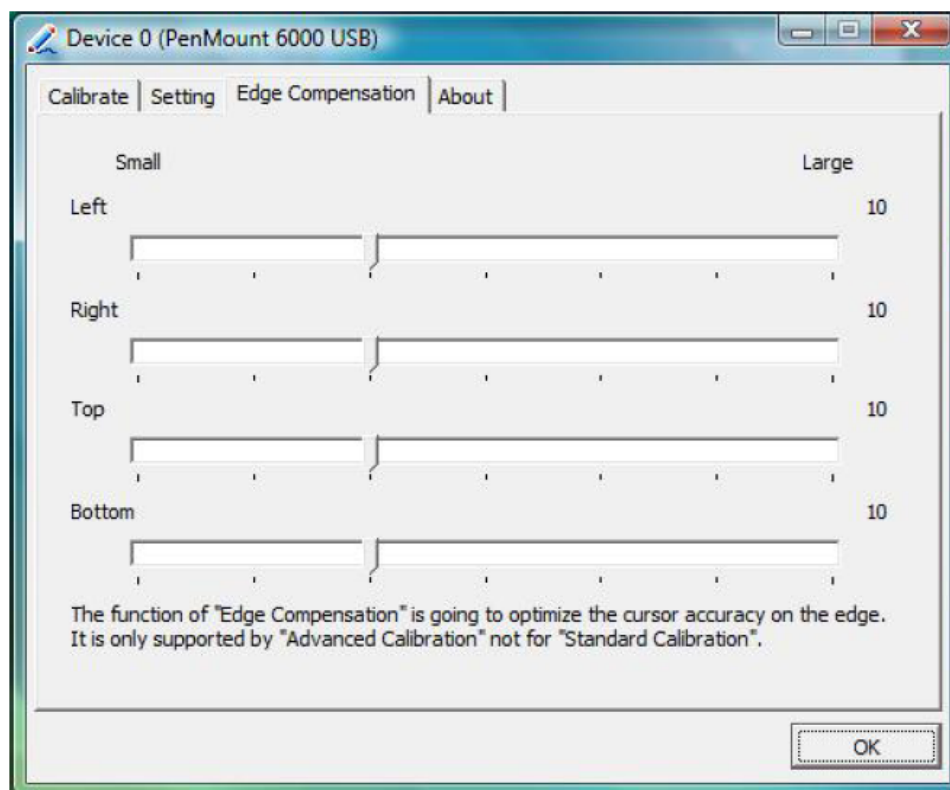 Device 0 (PenMount 6000 USB)
Calibrate Setting Edge Compensation About
Small Large
Left 10
Right 10
Top 10
Bottom 10
The function of "Edge Compensation" is going to optimize the cursor accuracy on the edge.
It is only supported by "Advanced Calibration" not for "Standard Calibration".
OK